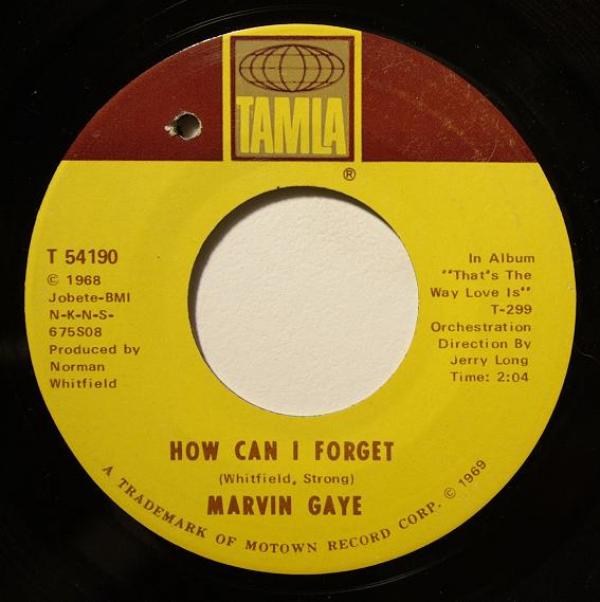 TAMLA
®
T 54190
© 1968
Jobete-BMI
N-K-N-S-
675S08
Produced by
Norman
Whitfield
In Album
"That's The
Way Love Is"
T-299
Orchestration
Direction By
Jerry Long
Time: 2:04
HOW CAN I FORGET
(Whitfield, Strong)
MARVIN GAYE
A TRADEMARK OF MOTOWN RECORD CORP. © 1969